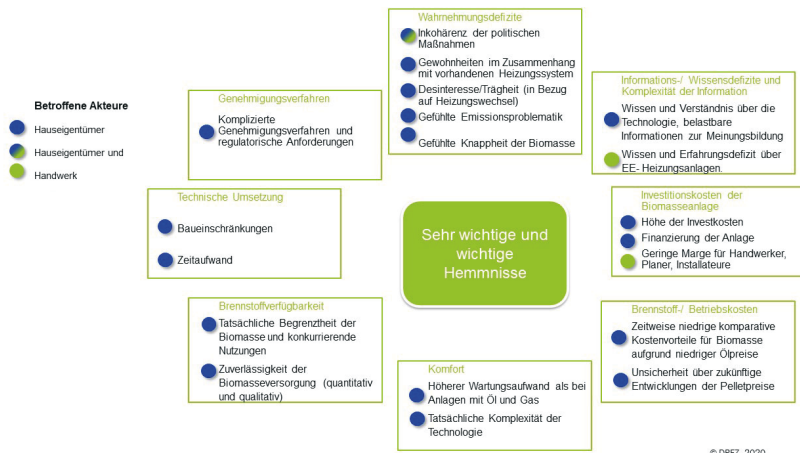 Betroffene Akteure
Hauseigentümer
Hauseigentümer und
Handwerk
Genehmigungsverfahren
Komplizierte
Genehmigungsverfahren und
regulatorische Anforderungen
Wahrnehmungsdefizite
Inkohärenz der politischen
Maßnahmen
Gewohnheiten im Zusammenhang
mit vorhandenen Heizungssystem
Desinteresse/Trägheit (in Bezug
auf Heizungswechsel)
Gefühlte Emissionsproblematik
Gefühlte Knappheit der Biomasse
Informations-/ Wissensdefizite und
Komplexität der Information
Wissen und Verständnis über die
Technologie, belastbare
Informationen zur Meinungsbildung
Wissen und Erfahrungsdefizit über
EE- Heizungsanlagen.
Technische Umsetzung
Baueinschränkungen
Zeitaufwand
Sehr wichtige und
wichtige
Hemmnisse
Investitionskosten der
Biomasseanlage
Höhe der Investkosten
Finanzierung der Anlage
Geringe Marge für Handwerker,
Planer, Installateure
Brennstoffverfügbarkeit
Tatsächliche Begrenztheit der
Biomasse und konkurrierende
Nutzungen
Zuverlässigkeit der
Biomasseversorgung (quantitativ
und qualitativ)
Komfort
Höherer Wartungsaufwand als bei
Anlagen mit Öl und Gas
Tatsächliche Komplexität der
Technologie
Brennstoff-/ Betriebskosten
Zeitweise niedrige komparative
Kostenvorteile für Biomasse
aufgrund niedriger Ölpreise
Unsicherheit über zukünftige
Entwicklungen der Pelletpreise
© DBFZ, 2020